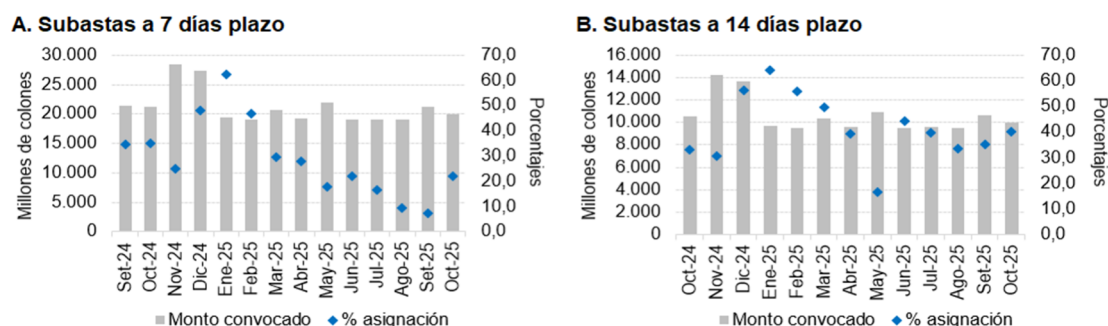 A. Subastas a 7 días plazo
Millones de colones
30.000
25.000
20.000
15.000
10.000
5.000
0
70,0
60,0
50,0
40,0
30,0
20,0
10,0
0,0
Porcentajes
Set-24
Oct-24
Nov-24
Dic-24
Ene-25
Feb-25
Mar-25
Abr-25
May-25
Jun-25
Jul-25
Ago-25
Set-25
Oct-25
Monto convocado
% asignación
B. Subastas a 14 días plazo
Millones de colones
16.000
14.000
12.000
10.000
8.000
6.000
4.000
2.000
0
70,0
60,0
50,0
40,0
30,0
20,0
10,0
0,0
Porcentajes
Oct-24
Nov-24
Dic-24
Ene-25
Feb-25
Mar-25
Abr-25
May-25
Jun-25
Jul-25
Ago-25
Set-25
Oct-25
Monto convocado
% asignación